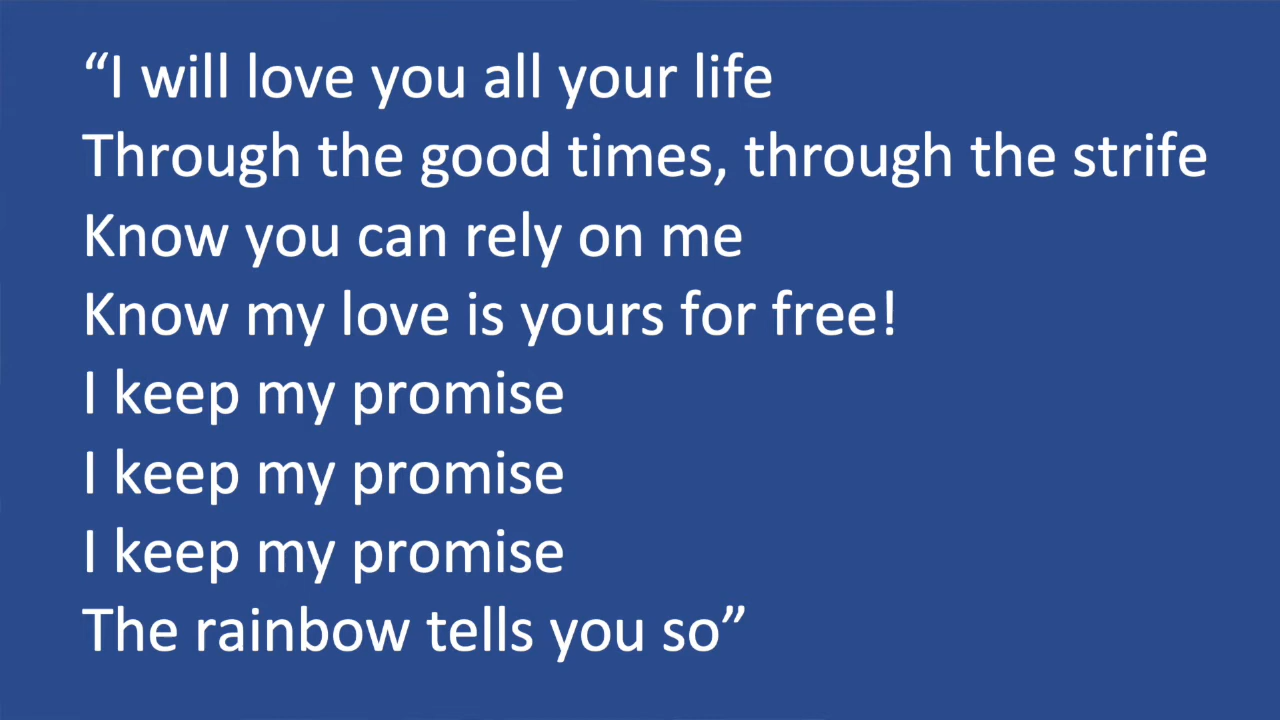 “I will love you all your life
Through the good times, through the strife
Know you can rely on me
Know my love is yours for free!
I keep my promise
I keep my promise
I keep my promise
The rainbow tells you so”